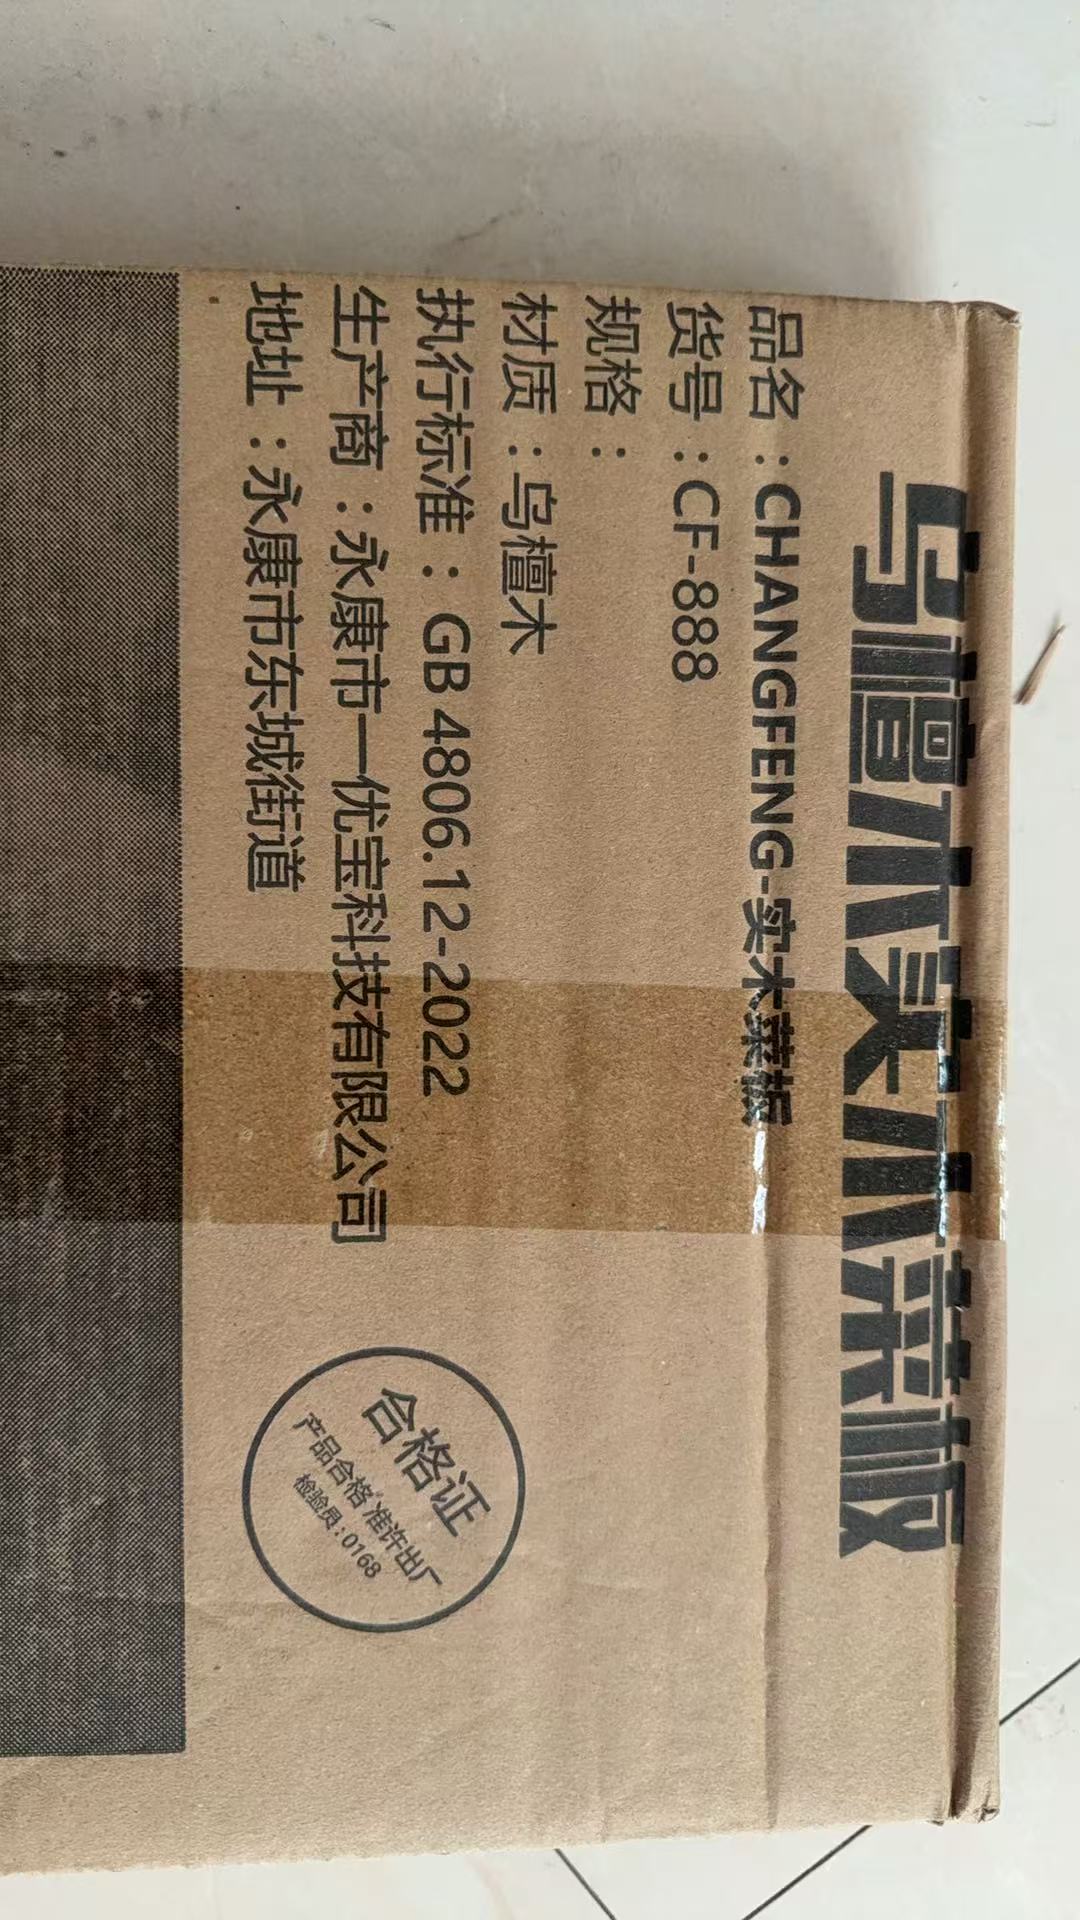 乌檀木实木菜板
品名:CHANGFENG-实木菜板
货号:CF-888
规格:
材质:乌檀木
执行标准:GB 4806.12-2022
生产商:永康市一优宝科技有限公司
地址:永康市东城街道
合格证
产品合格 准许出厂
检验员:0168